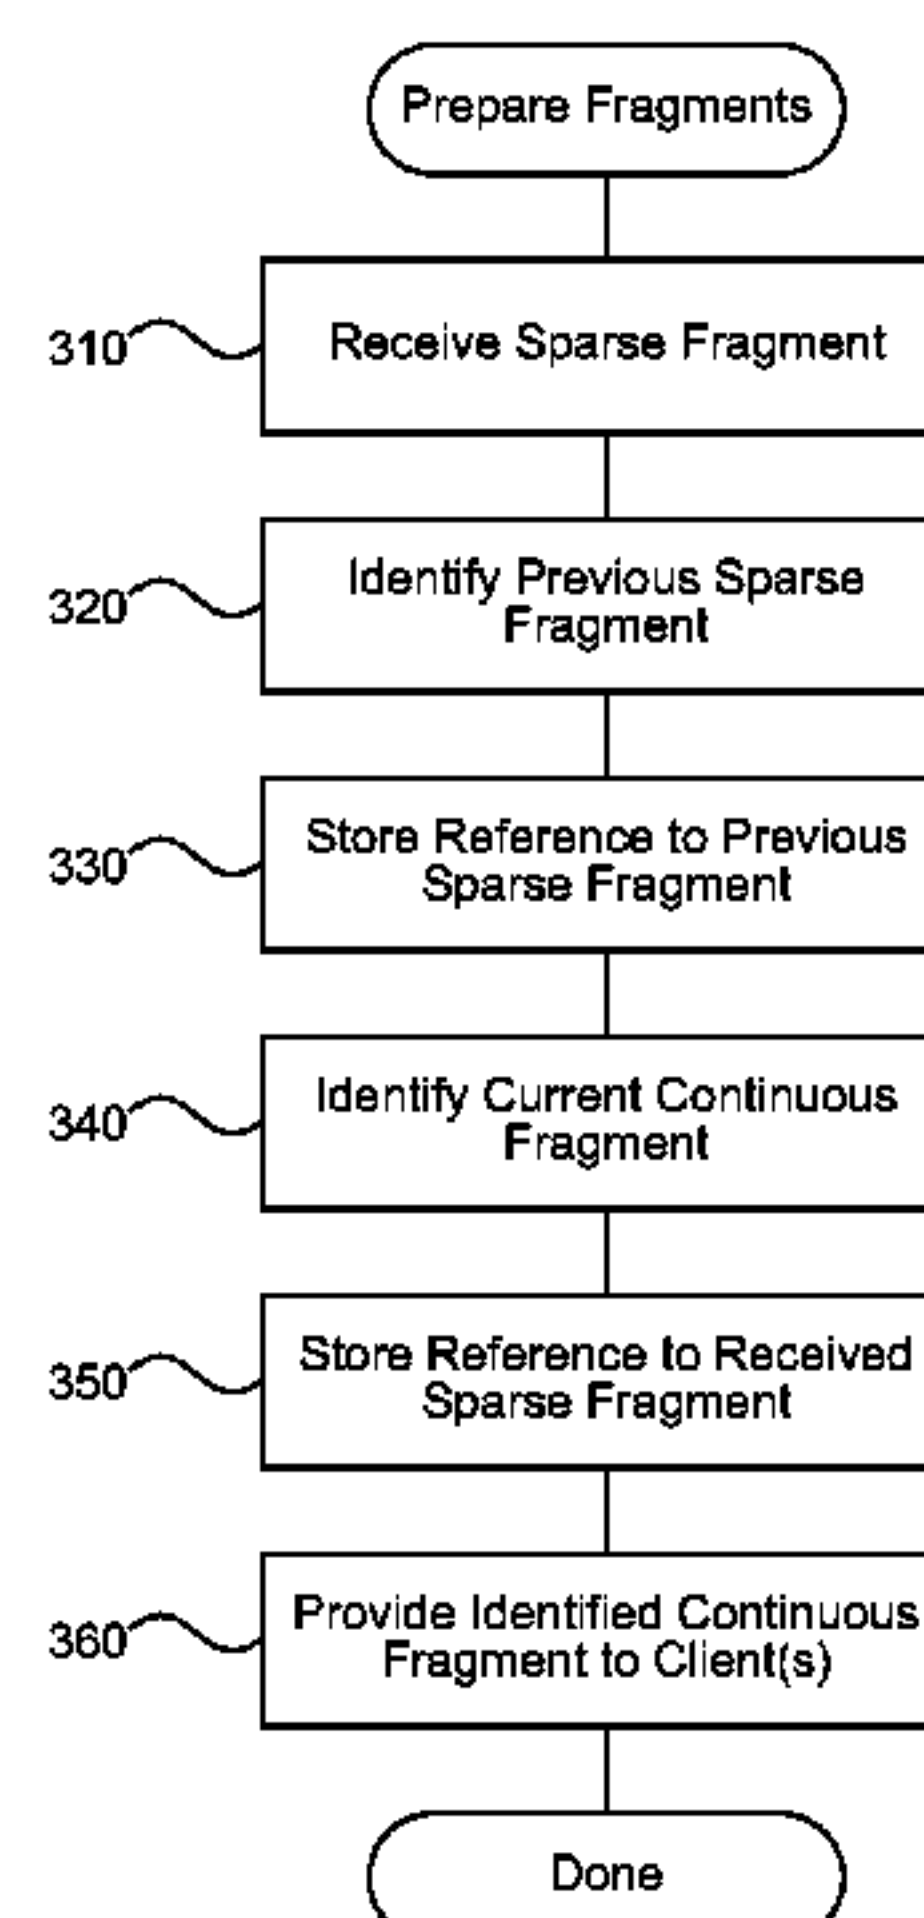 Prepare Fragments
310
Receive Sparse Fragment
320
Identify Previous Sparse
Fragment
330
Store Reference to Previous
Sparse Fragment
340
Identify Current Continuous
Fragment
350
Store Reference to Received
Sparse Fragment
360
Provide Identified Continuous
Fragment to Client(s)
Done